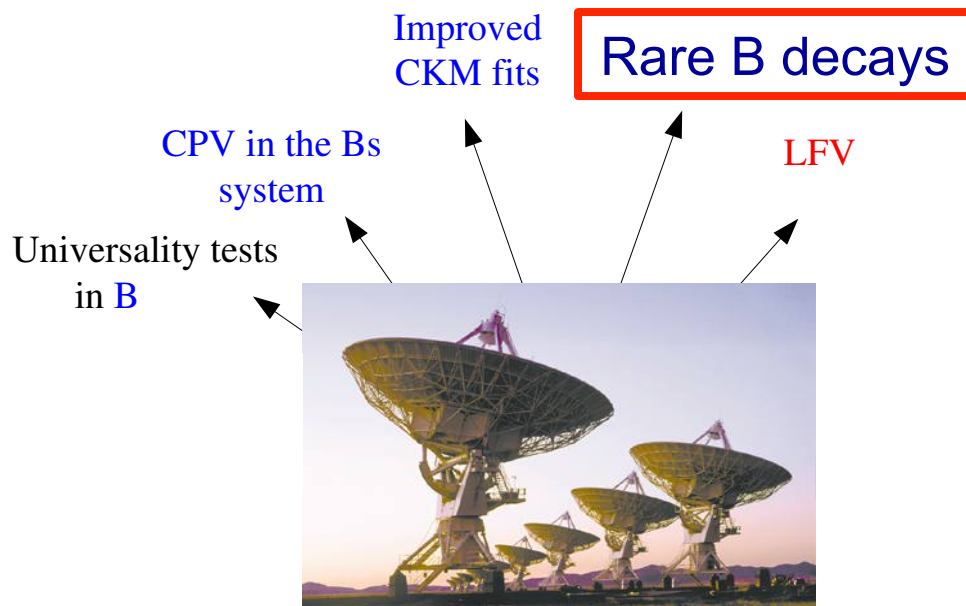 Improved
CKM fits
Rare B decays
CPV in the Bs
system
LFV
Universality tests
in B